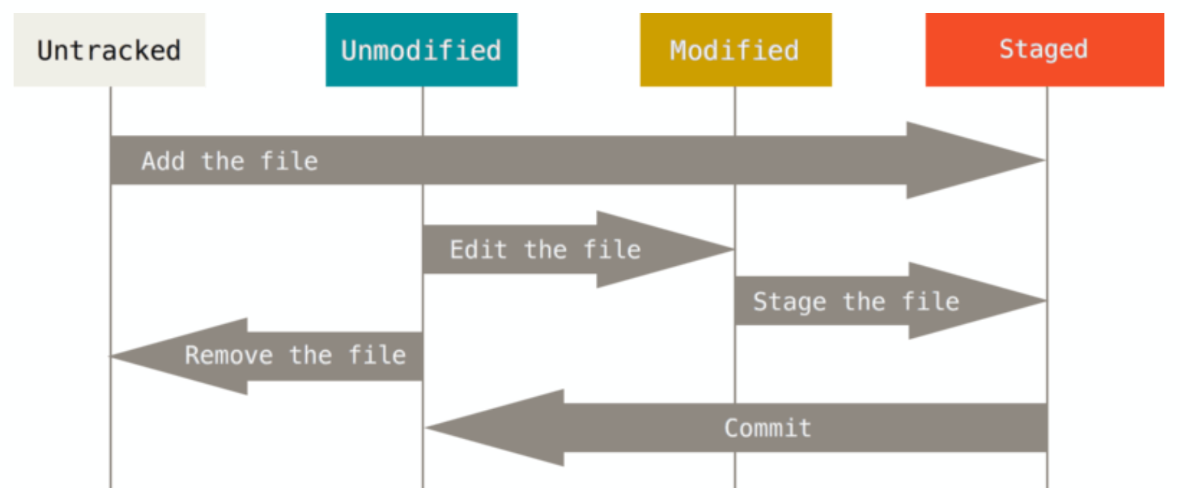 Untracked
Unmodified
Modified
Staged
Add the file
Edit the file
Stage the file
Remove the file
Commit